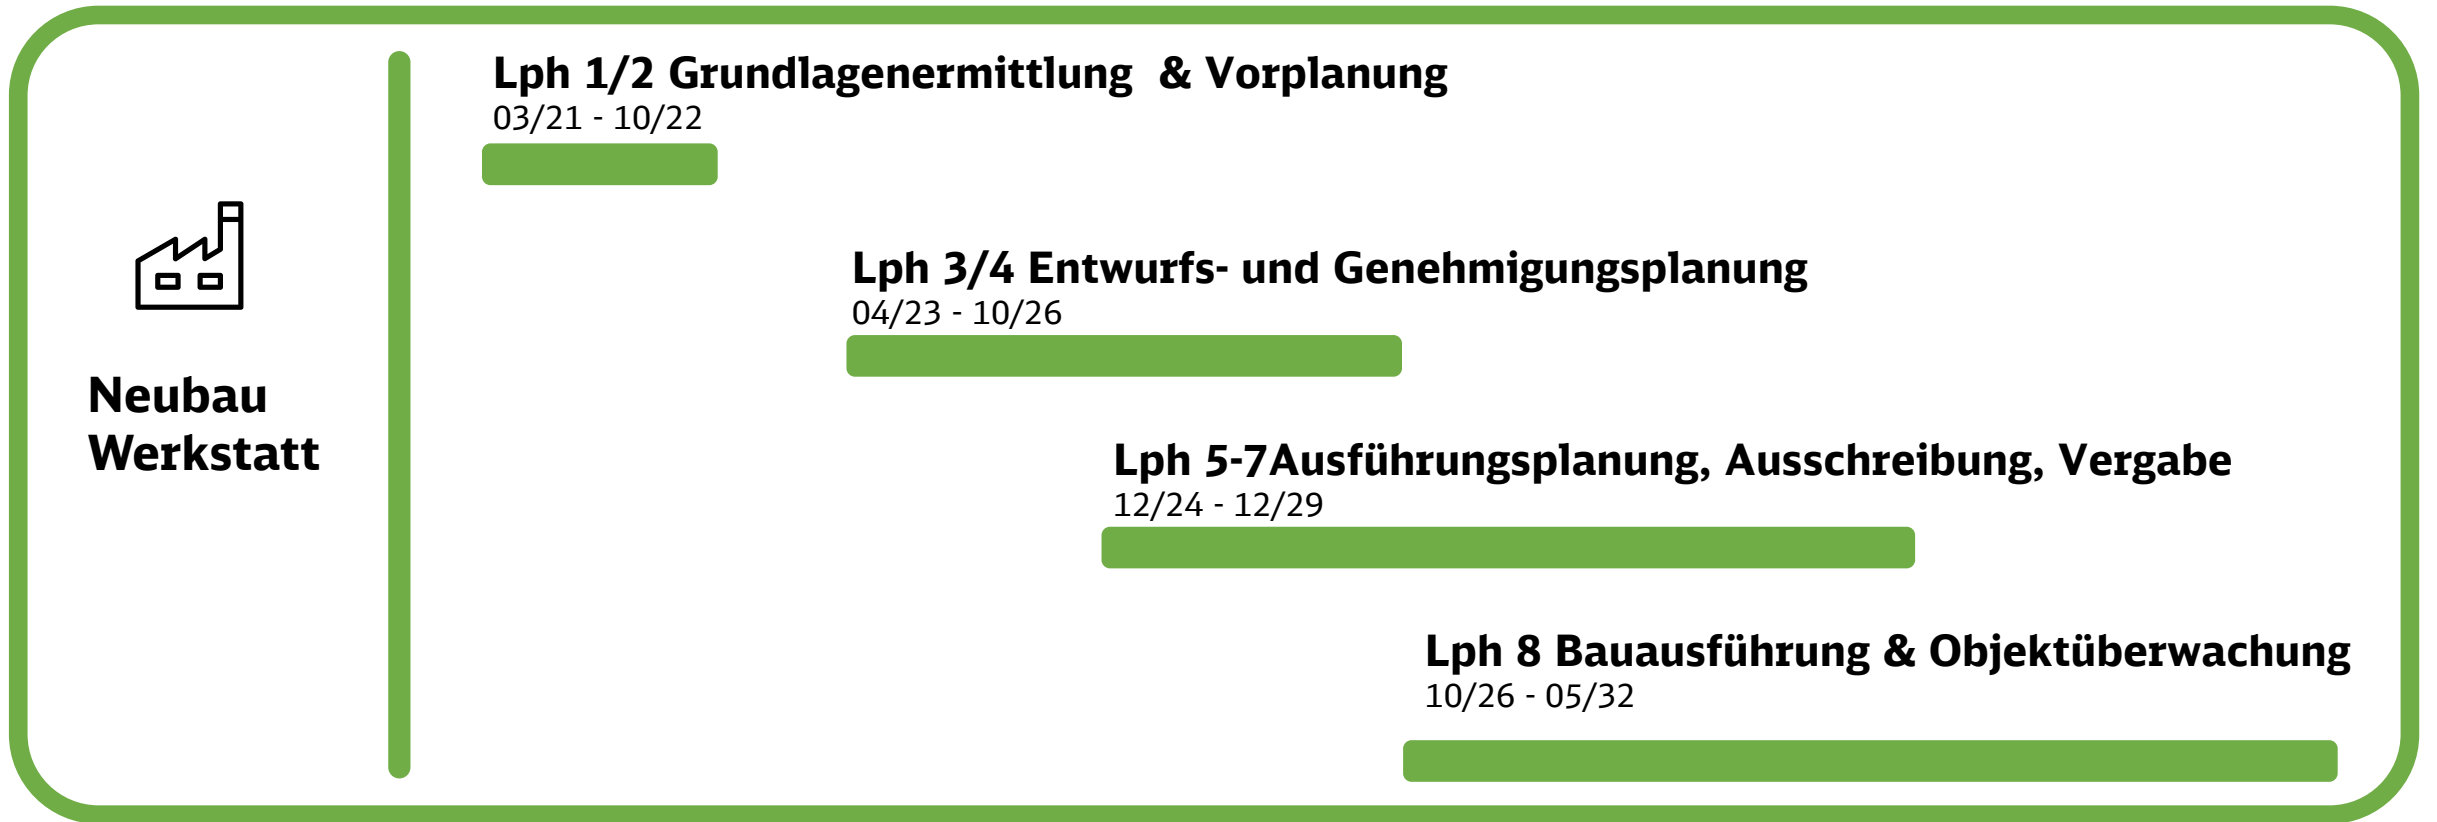 Neubau
Werkstatt
Lph 1/2 Grundlagenermittlung & Vorplanung
03/21 - 10/22
Lph 3/4 Entwurfs- und Genehmigungsplanung
04/23 - 10/26
Lph 5-7Ausführungsplanung, Ausschreibung, Vergabe
12/24 - 12/29
Lph 8 Bauausführung & Objektüberwachung
10/26 - 05/32